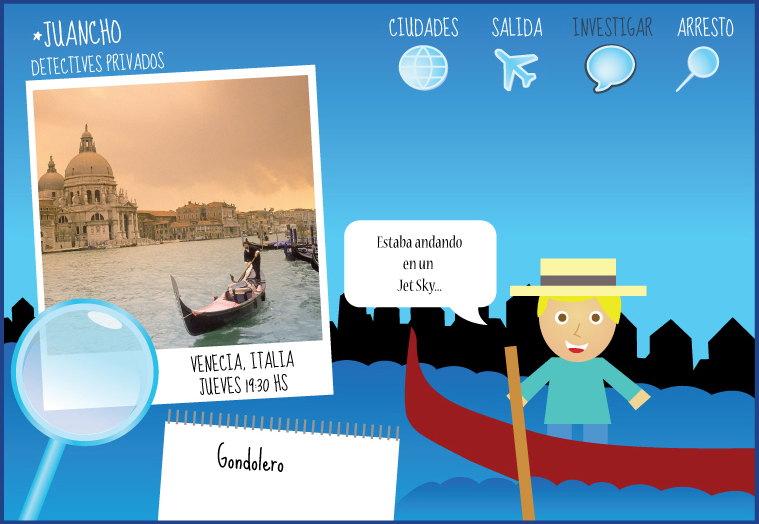 *JUANCHO
DETECTIVES PRIVADOS
CIUDADES
SALIDA
INVESTIGAR
ARRESTO
Estaba andando
en un
Jet Sky...
VENECIA, ITALIA
JUEVES 19:30 HS
Gondolero